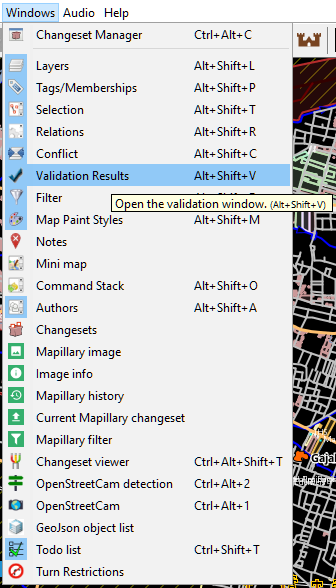 Windows Audio Help
Changeset Manager Ctrl+Alt+C
Layers Alt+Shift+L
Tags/Memberships Alt+Shift+P
Selection Alt+Shift+T
Relations Alt+Shift+R
Conflict Alt+Shift+C
Validation Results Alt+Shift+V
Filter
Open the validation window. (Alt+Shift+V)
Map Paint Styles Alt+Shift+M
Notes
Mini map
Command Stack Alt+Shift+O
Authors Alt+Shift+A
Changesets
Mapillary image
Image info
Mapillary history
Current Mapillary changeset
Mapillary filter
Changeset viewer Ctrl+Alt+Shift+T
Gajal
OpenStreetCam detection Ctrl+Alt+2
OpenStreetCam Ctrl+Alt+1
GeoJson object list
Todo list Ctrl+Shift+T
Turn Restrictions